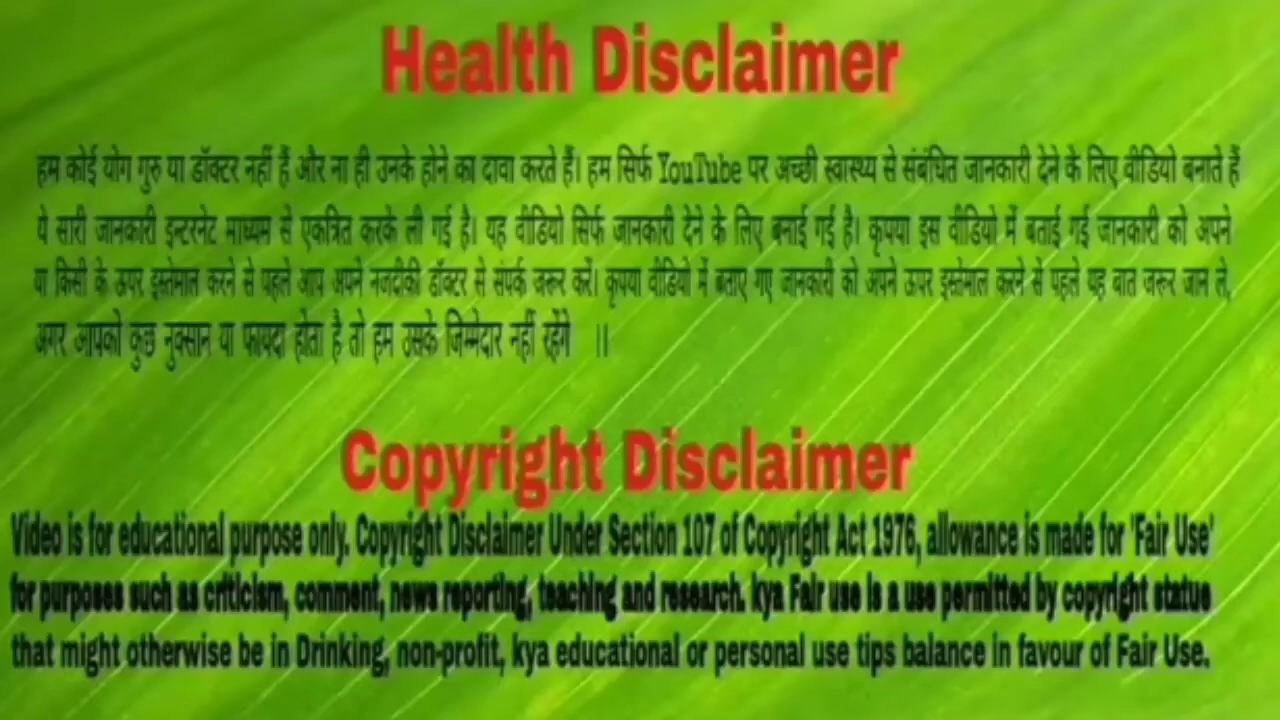 Health Disclaimer
हम कोई योग गुरु या डॉक्टर नहीं हैं और ना ही उनके होने का दावा करते हैं। हम सिर्फ YouTube पर अच्छी स्वास्थ्य से संबंधित जानकारी देने के लिए वीडियो बनाते हैं
ये सारी जानकारी इन्टरनेट माध्यम से एकत्रित करके ली गई है। यह वीडियो सिर्फ जानकारी देने के लिए बनाई गई है। कृपया इस वीडियो में बताई गई जानकारी को अपने
या किसी के ऊपर इस्तेमाल करने से पहले आप अपने नजदीकी डॉक्टर से संपर्क जरूर करें। कृपया वीडियो में बताए गए जानकारी को अपने ऊपर इस्तेमाल करने से पहले यह बात जरूर जान ले,
अगर आपको कुछ नुक्सान या फायदा होता है तो हम उसके जिम्मेदार नहीं रहेंगे ।।
Copyright Disclaimer
Video is for educational purpose only. Copyright Disclaimer Under Section 107 of Copyright Act 1976, allowance is made for 'Fair Use'
for purposes such as criticism, comment, news reporting, teaching and research. kya Fair use is a use permitted by copyright statue
that might otherwise be in Drinking, non-profit, kya educational or personal use tips balance in favour of Fair Use.